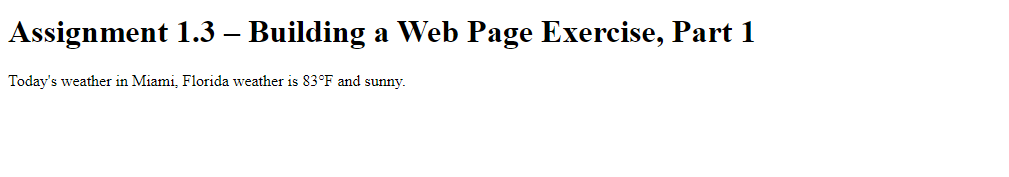 Assignment 1.3 – Building a Web Page Exercise, Part 1
Today's weather in Miami, Florida weather is 83°F and sunny.